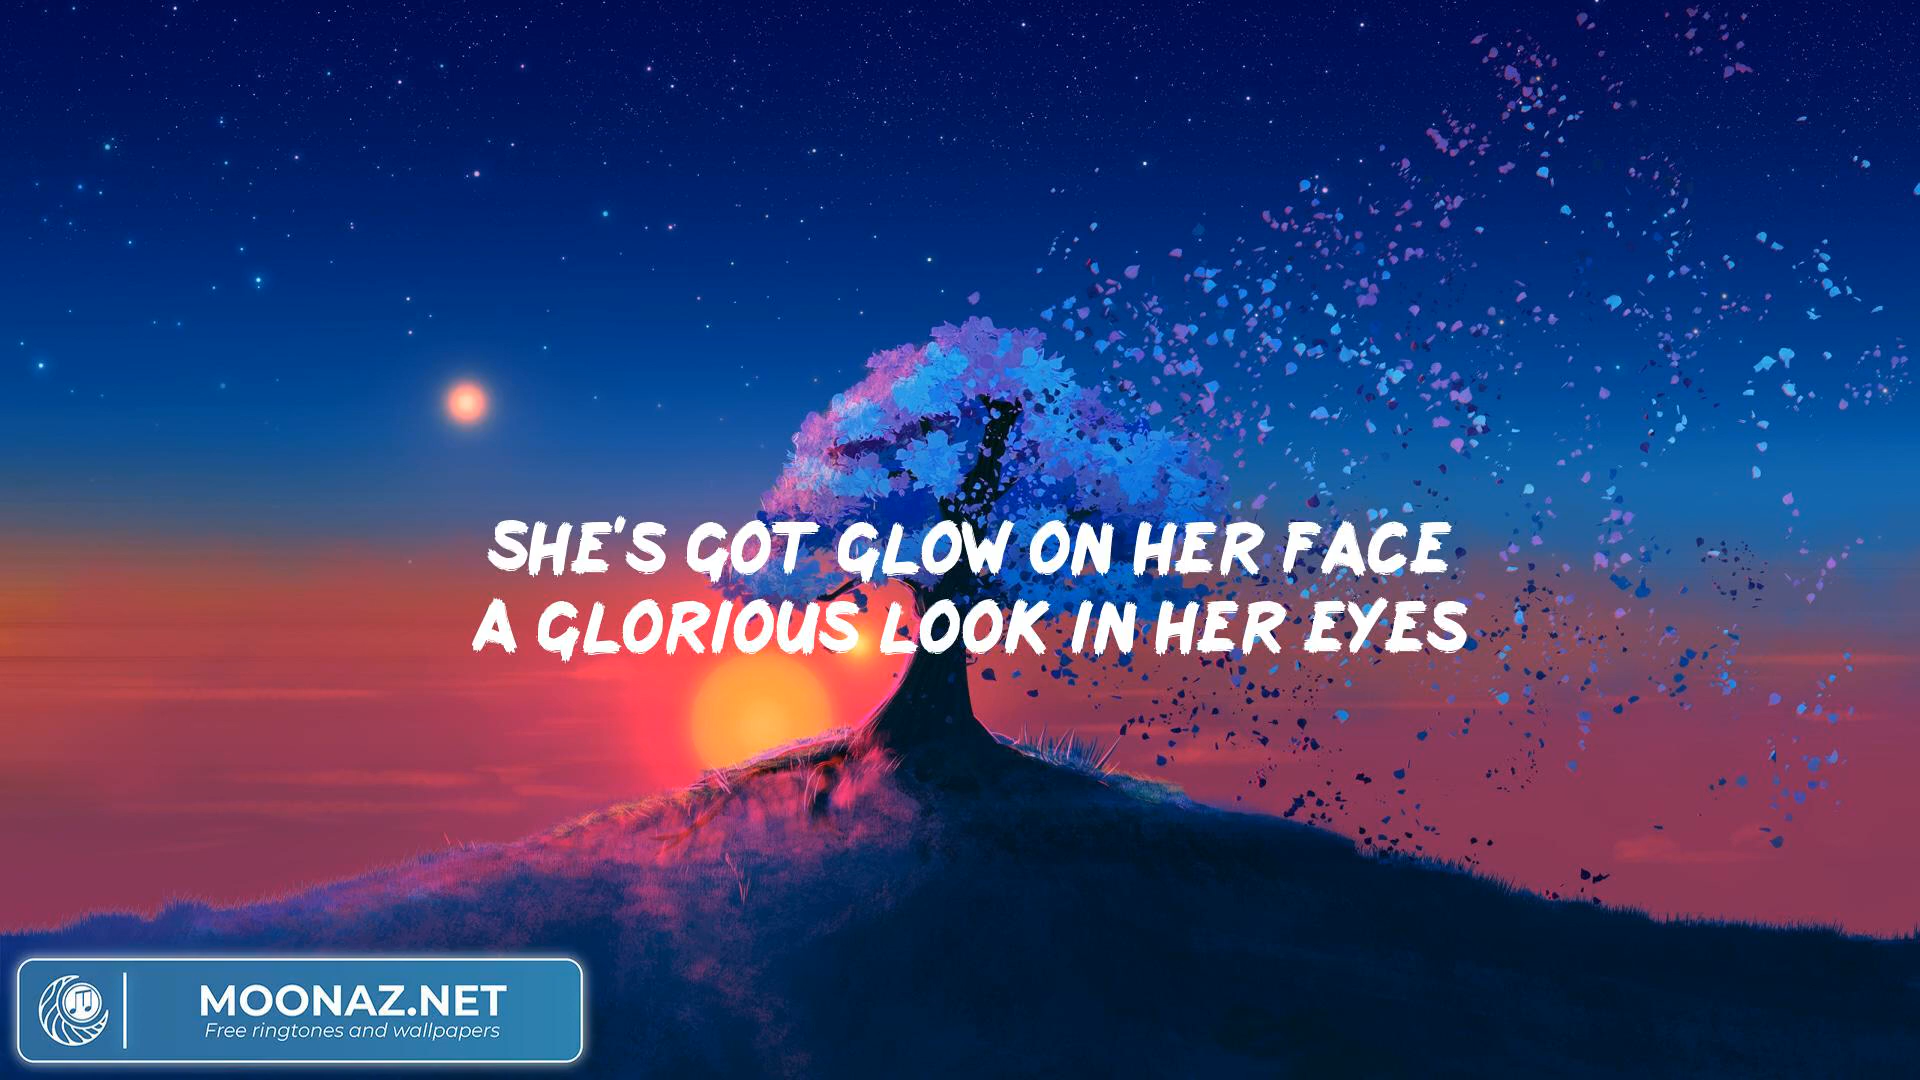 SHE'S GOT GLOW ON HER FACE
A GLORIOUS LOOK IN HER EYES
MOONAZ.NET
Free ringtones and wallpapers